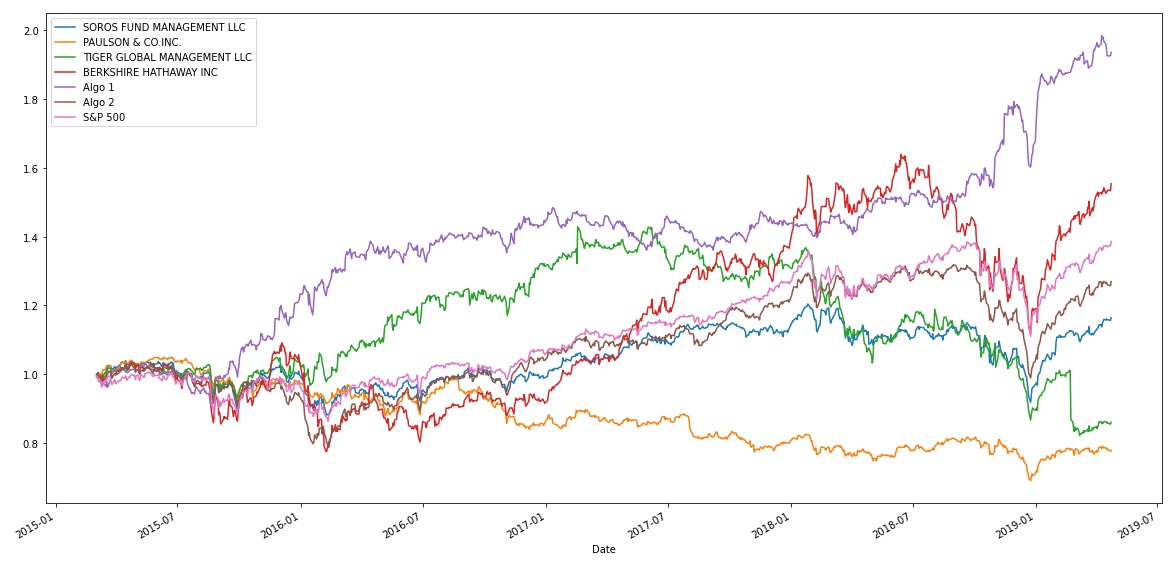 2.0
1.8
1.6
1.4
1.2
1.0
0.8
SOROS FUND MANAGEMENT LLC
PAULSON & CO.INC.
TIGER GLOBAL MANAGEMENT LLC
BERKSHIRE HATHAWAY INC
Algo 1
Algo 2
S&P 500
2015-01
2015-07
2016-01
2016-07
2017-01
2017-07
2018-01
2018-07
2019-01
2019-07
Date